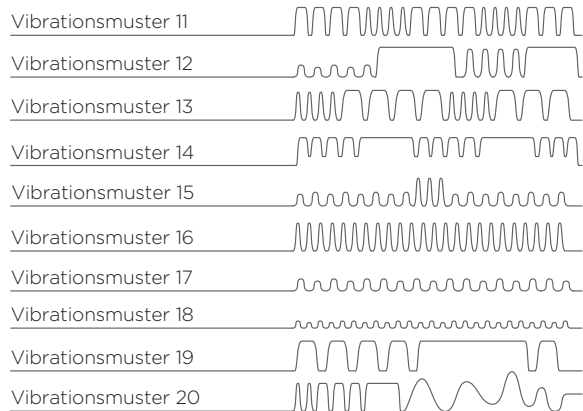 Vibrationsmuster 11
Vibrationsmuster 12
Vibrationsmuster 13
Vibrationsmuster 14
Vibrationsmuster 15
Vibrationsmuster 16
Vibrationsmuster 17
Vibrationsmuster 18
Vibrationsmuster 19
Vibrationsmuster 20